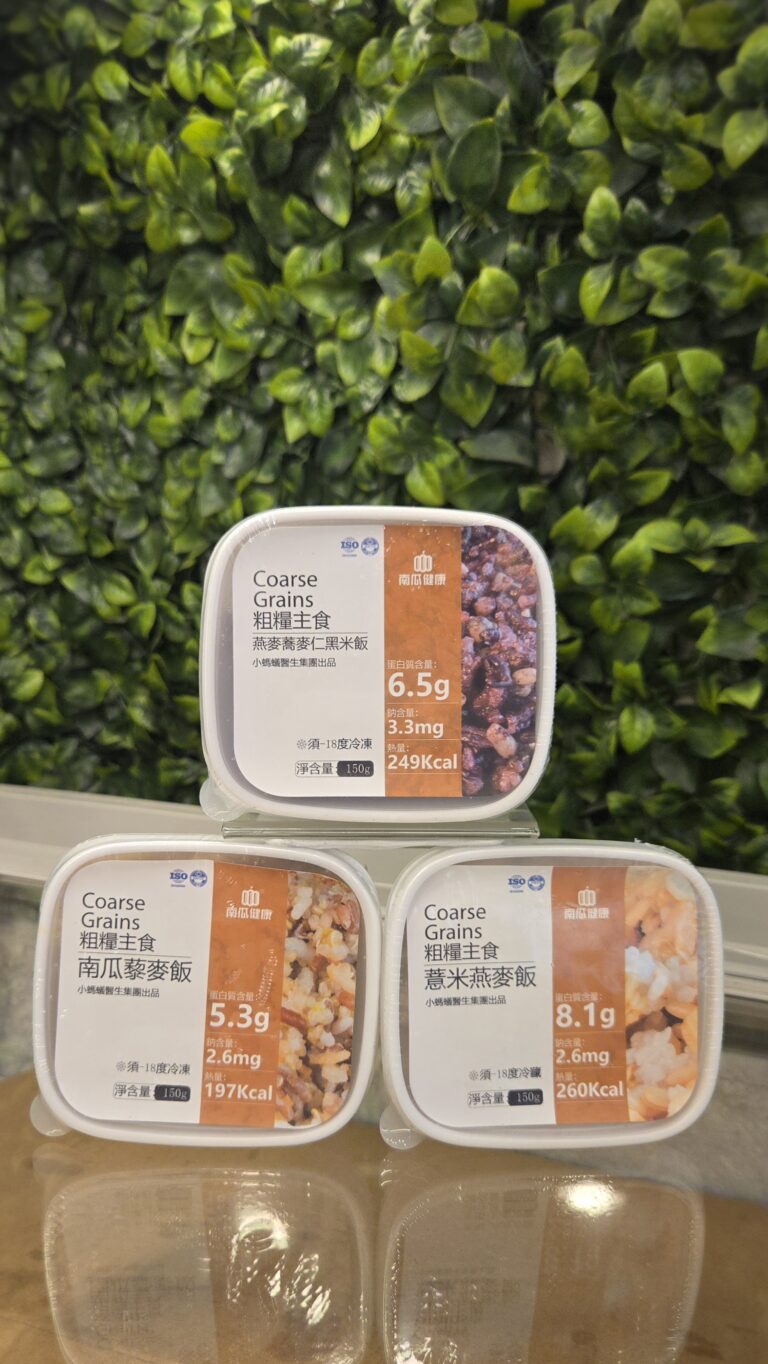 ISO
Coarse
Grains
粗糧主食
燕麥蕎麥仁黑米飯
小螞蟻醫生集團出品
※須-18度冷凍
淨含量: 150g
南瓜健康
蛋白質含量:
6.5g
鈉含量:
3.3mg
熱量:
249Kcal
ISO
Coarse
Grains
粗糧主食
南瓜藜麥飯
小螞蟻醫生集團出品
※須-18度冷凍
淨含量: 150g
南瓜健康
蛋白質含量:
5.3g
鈉含量:
2.6mg
熱量:
197Kcal
ISO
Coarse
Grains
粗糧主食
薏米燕麥飯
小螞蟻醫生集團出品
※須-18度冷藏
淨含量: 150g
南瓜健康
蛋白質含量:
8.1g
鈉含量:
2.6mg
熱量:
260Kcal